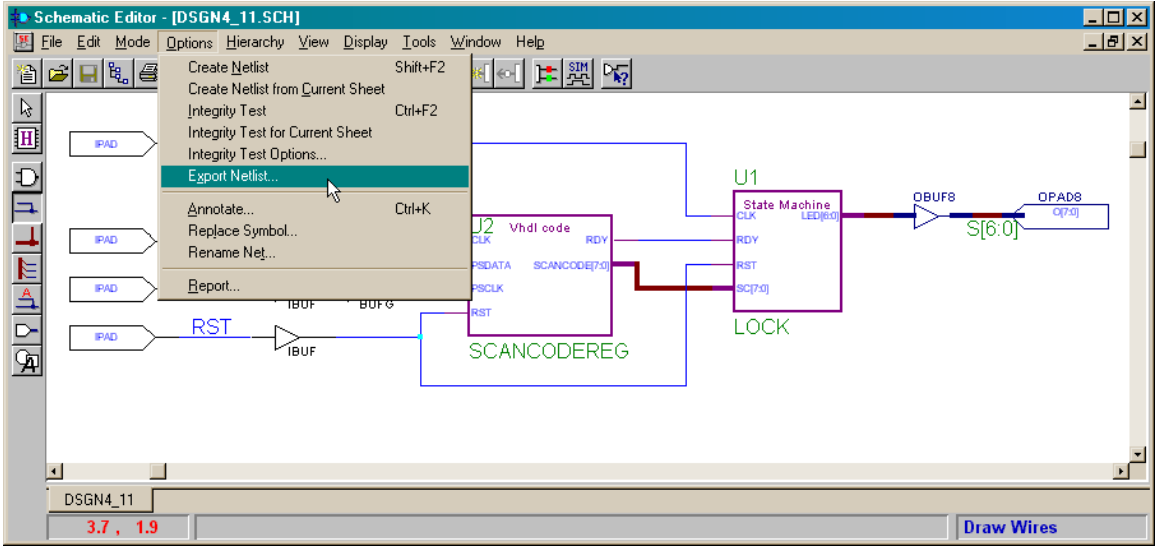 Schematic Editor - [DSGN4_11.SCH]
File Edit Mode Options Hierarchy View Display Tools Window Help
SIM
Create Netlist Shift+F2
Create Netlist from Current Sheet
Integrity Test Ctrl+F2
Integrity Test for Current Sheet
Integrity Test Options...
Export Netlist...
Annotate... Ctrl+K
Replace Symbol...
Rename Net...
Report...
H
IPAD
IPAD
IPAD
IPAD
RST
IBUF
BUFG
IBUF
U2
Vhdl code
CLK
RDY
PSDATA
SCANCODE[7:0]
PSCLK
RST
SCANCODEREG
U1
State Machine
CLK
LED[6:0]
RDY
RST
SC[7:0]
LOCK
OBUF8
S[6:0]
OPAD8
O[7:0]
DSGN4_11
3.7 , 1.9
Draw Wires